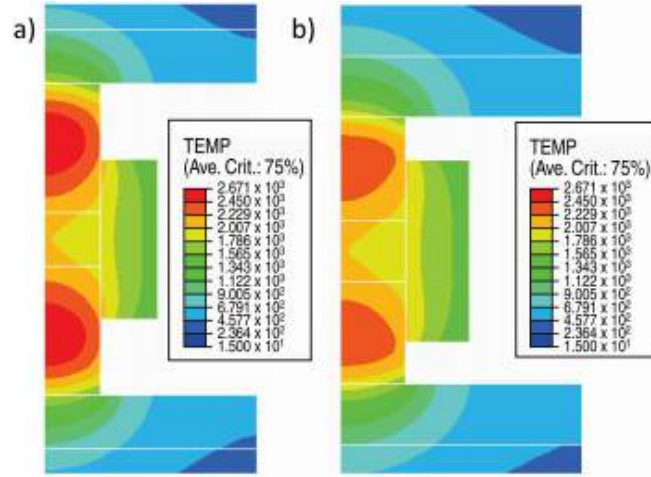 a)
TEMP
(Ave. Crit.: 75%)
2.671 x 10³
2.450 x 10³
2.229 x 10³
2.007 x 10³
1.786 x 10³
1.565 x 10³
1.343 x 10³
1.122 x 10³
9.005 x 10²
6.791 x 10²
4.577 x 10²
2.364 x 10²
1.500 x 10¹
b)
TEMP
(Ave. Crit.: 75%)
2.671 x 10³
2.450 x 10³
2.229 x 10³
2.007 x 10³
1.786 x 10³
1.565 x 10³
1.343 x 10³
1.122 x 10³
9.005 x 10²
6.791 x 10²
4.577 x 10²
2.364 x 10²
1.500 x 10¹